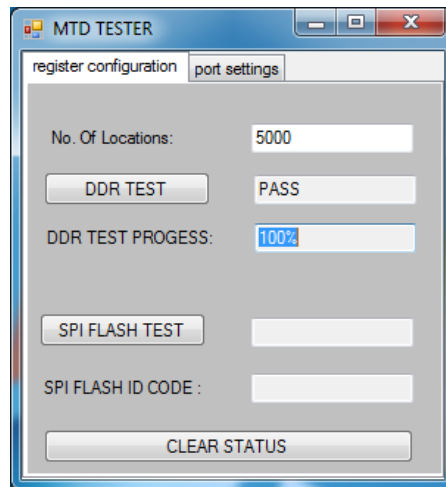 MTD TESTER
register configuration port settings
No. Of Locations: 5000
DDR TEST PASS
DDR TEST PROGESS: 100%
SPI FLASH TEST
SPI FLASH ID CODE :
CLEAR STATUS